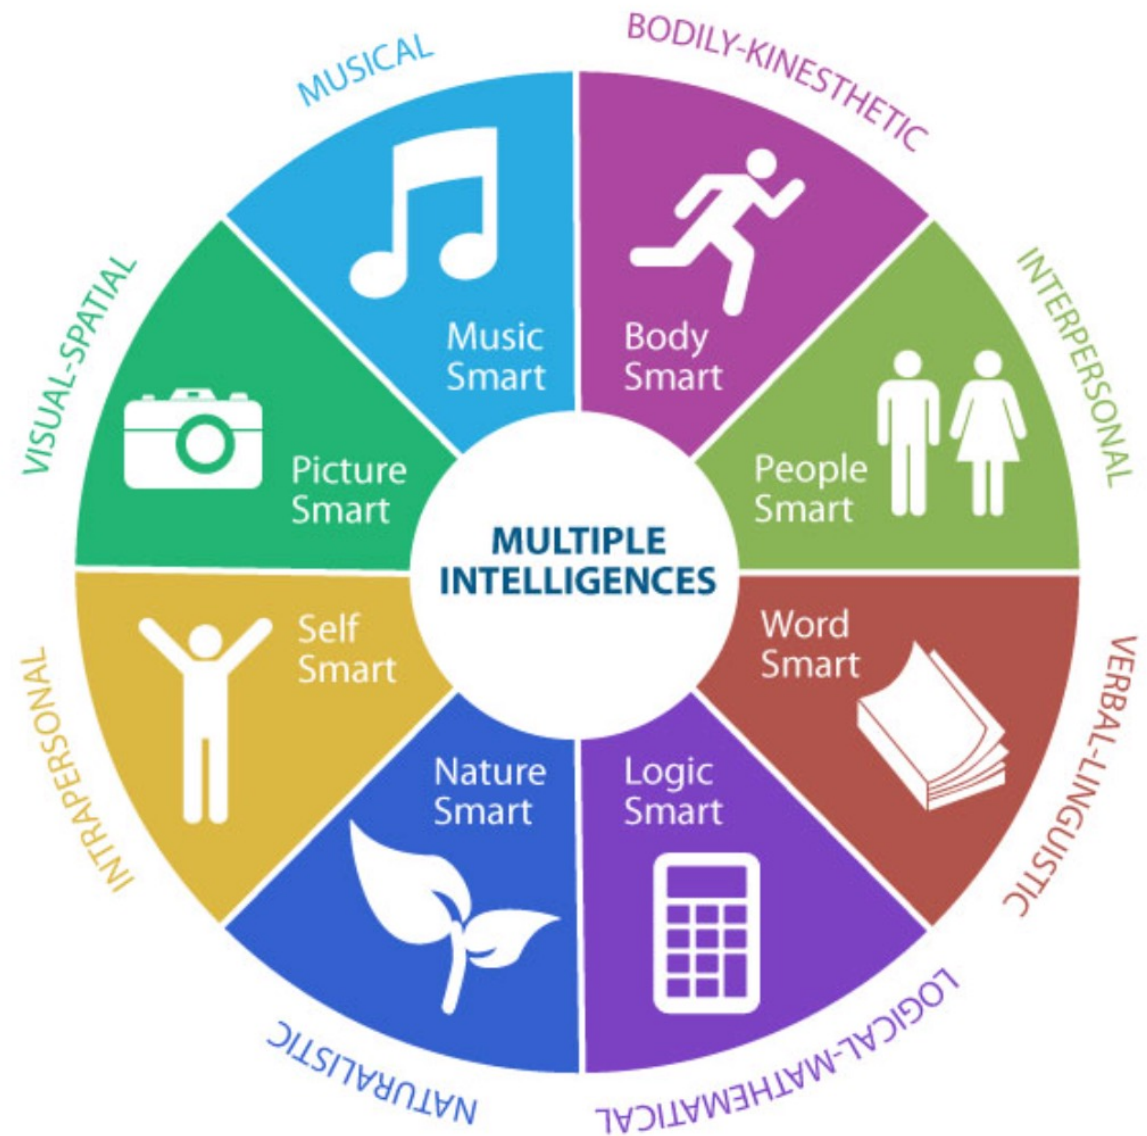 MUSICAL
BODILY-KINESTHETIC
INTERPERSONAL
VERBAL-LINGUISTIC
LOGICAL-MATHEMATICAL
NATURALISTIC
INTRAPERSONAL
VISUAL-SPATIAL
Music
Smart
Body
Smart
People
Smart
Word
Smart
Logic
Smart
Nature
Smart
Self
Smart
Picture
Smart
MULTIPLE
INTELLIGENCES